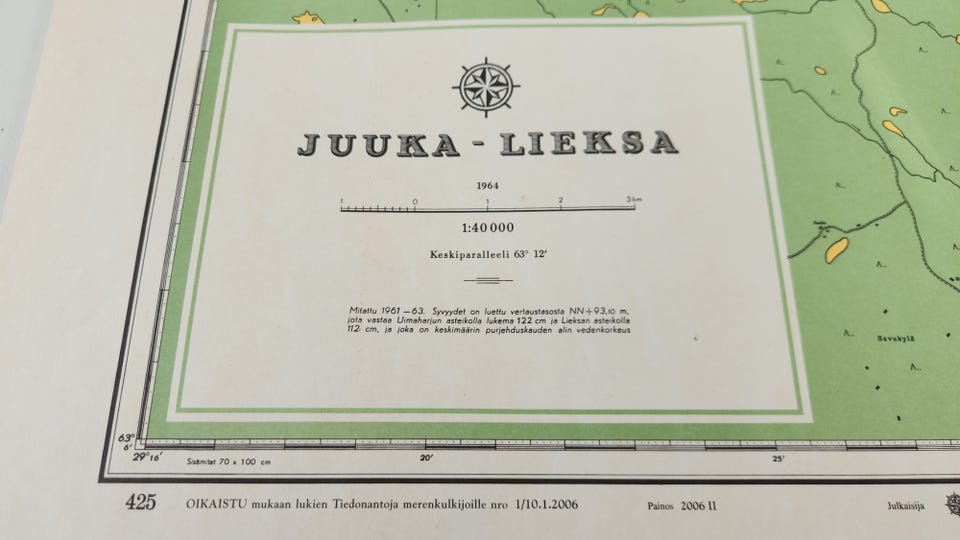 JUUKA - LIEKSA
1964
1 0 1 2 3 km
1:40 000
Keskiparalleeli 63° 12'
Mitattu 1961 – 63. Syvyydet on luettu vertaustasosta NN+93,10 m,
jota vastaa Uimaharjun asteikolla lukema 122 cm ja Lieksan asteikolla
112 cm, ja joka on keskimäärin purjehduskauden alin vedenkorkeus
Savukylä
63°
6'
29° 16' 20' 25'
Sisämitat 70 x 100 cm
425 OIKAISTU mukaan lukien Tiedonantoja merenkulkijoille nro 1/10.1.2006 Painos 2006 II Julkaisija